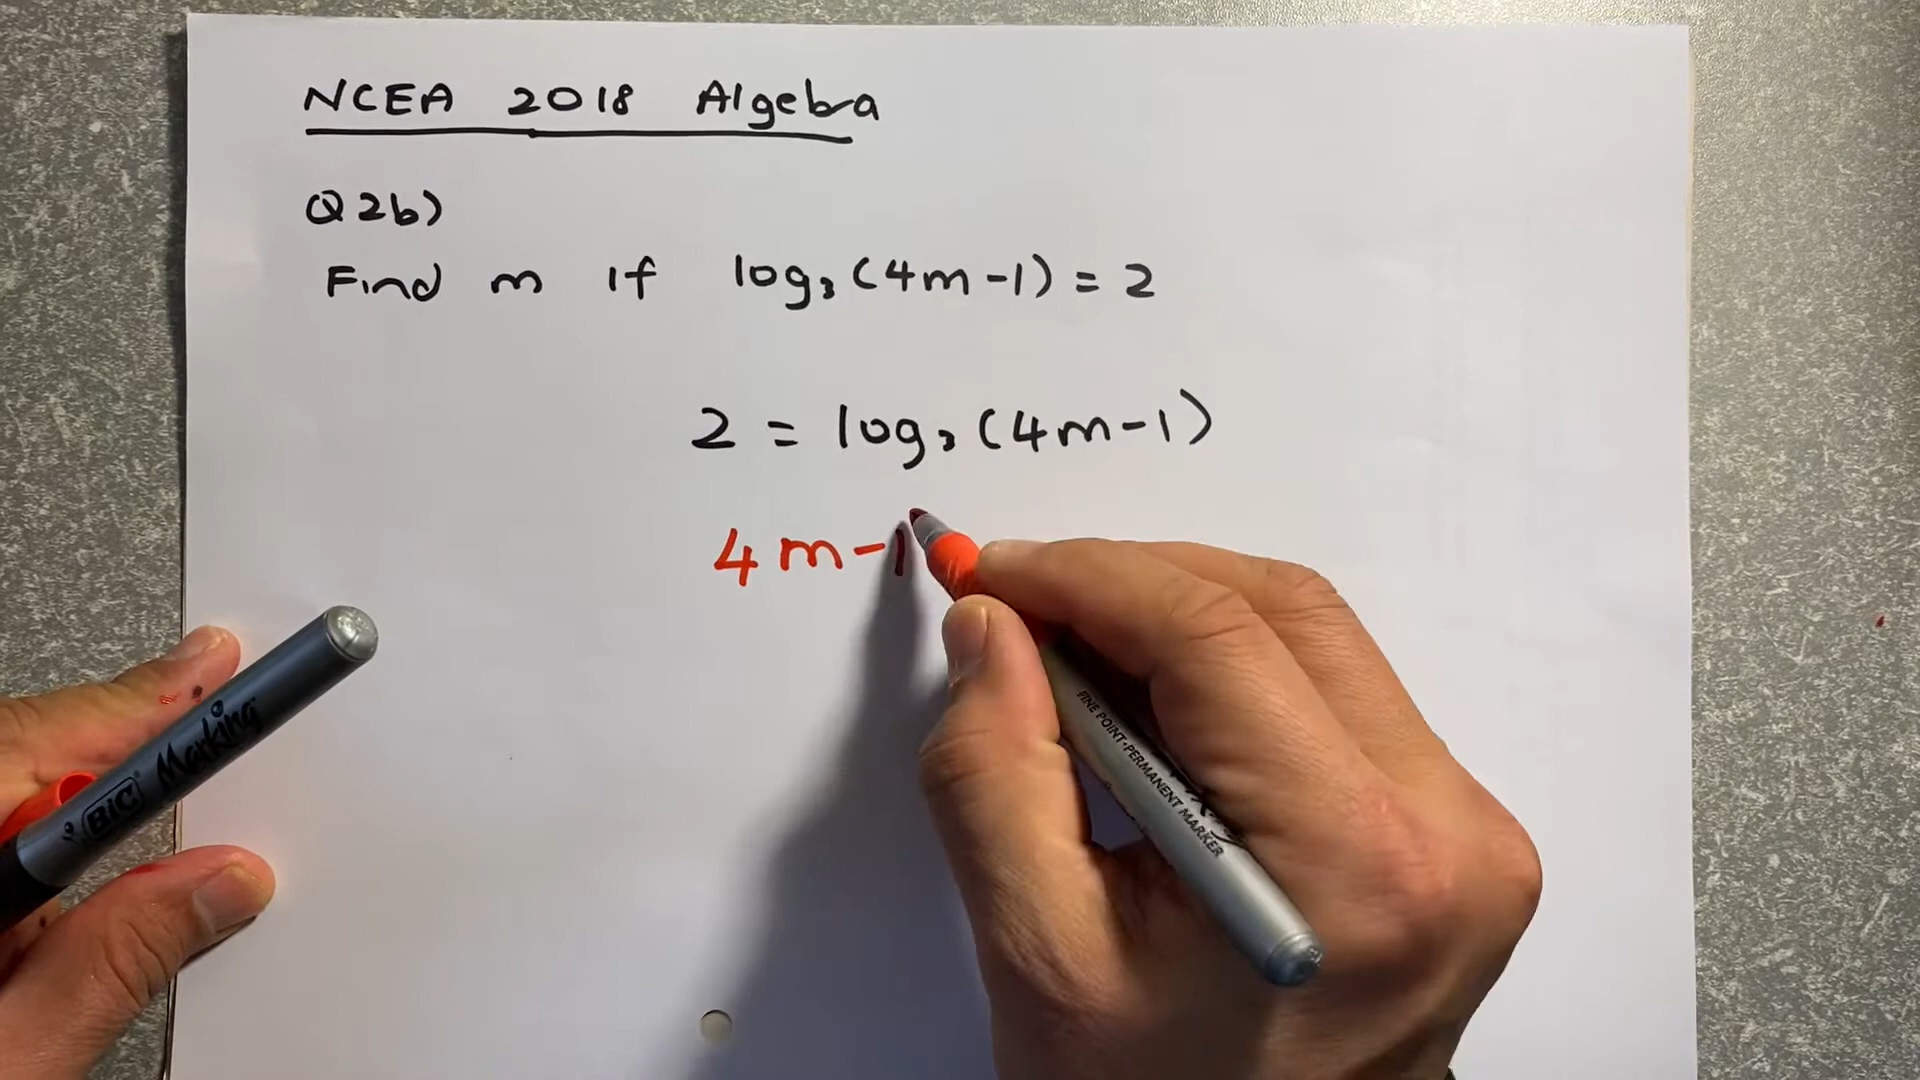 NCEA 2018 Algebra
Q2b)
Find m if log₃(4m-1) = 2
2 = log₃(4m-1)
4m-1
BIC Marking
FINE POINT·PERMANENT MARKER